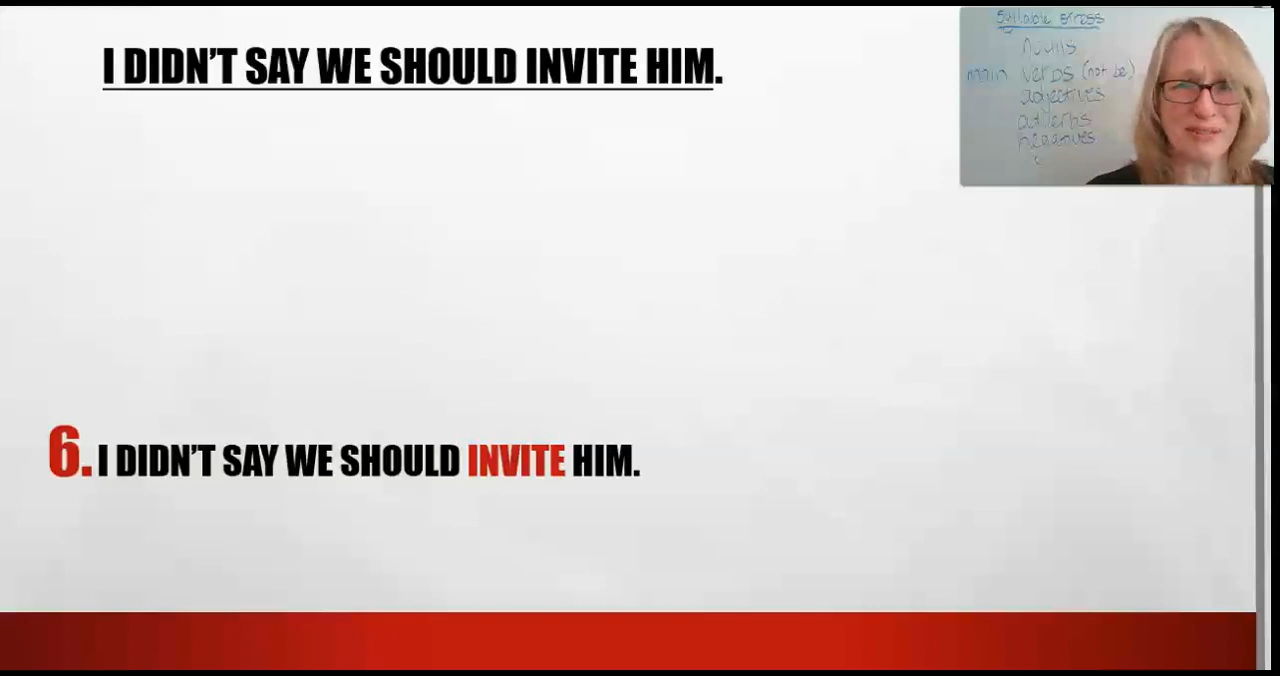 I DIDN'T SAY WE SHOULD INVITE HIM.
syllable stress
nouns
main verbs (not be)
adjectives
adverbs
negatives
6. I DIDN'T SAY WE SHOULD INVITE HIM.